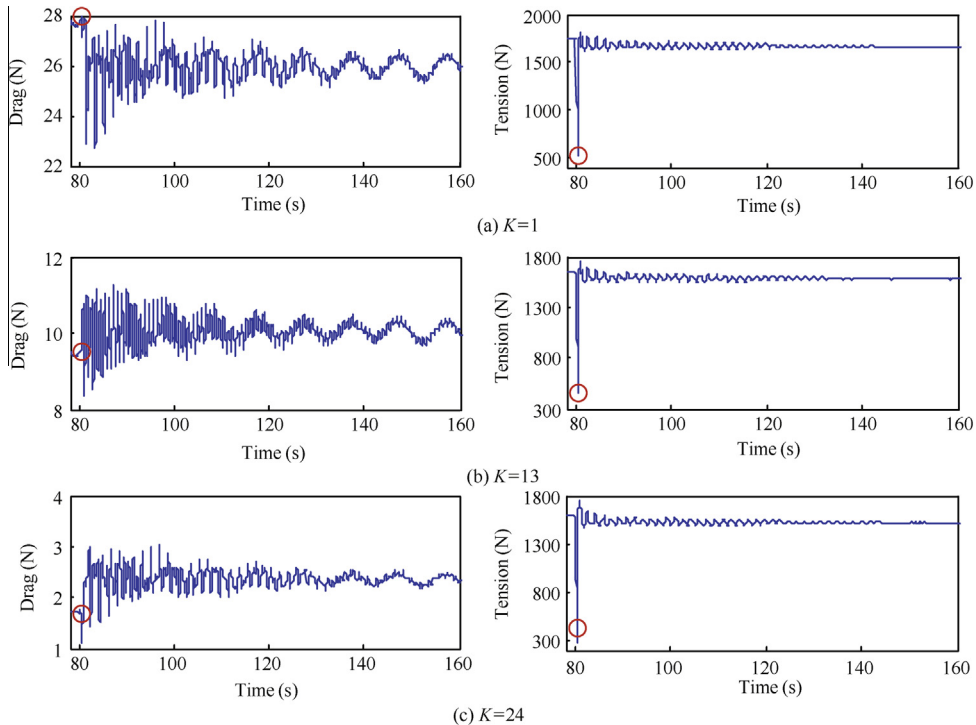 28
26
24
22
Drag (N)
80 100 120 140 160
Time (s)
2000
1500
1000
500
Tension (N)
80 100 120 140 160
Time (s)
(a) K=1
12
10
8
Drag (N)
80 100 120 140 160
Time (s)
1800
1300
800
300
Tension (N)
80 100 120 140 160
Time (s)
(b) K=13
4
3
2
1
Drag (N)
80 100 120 140 160
Time (s)
1800
1300
800
300
Tension (N)
80 100 120 140 160
Time (s)
(c) K=24